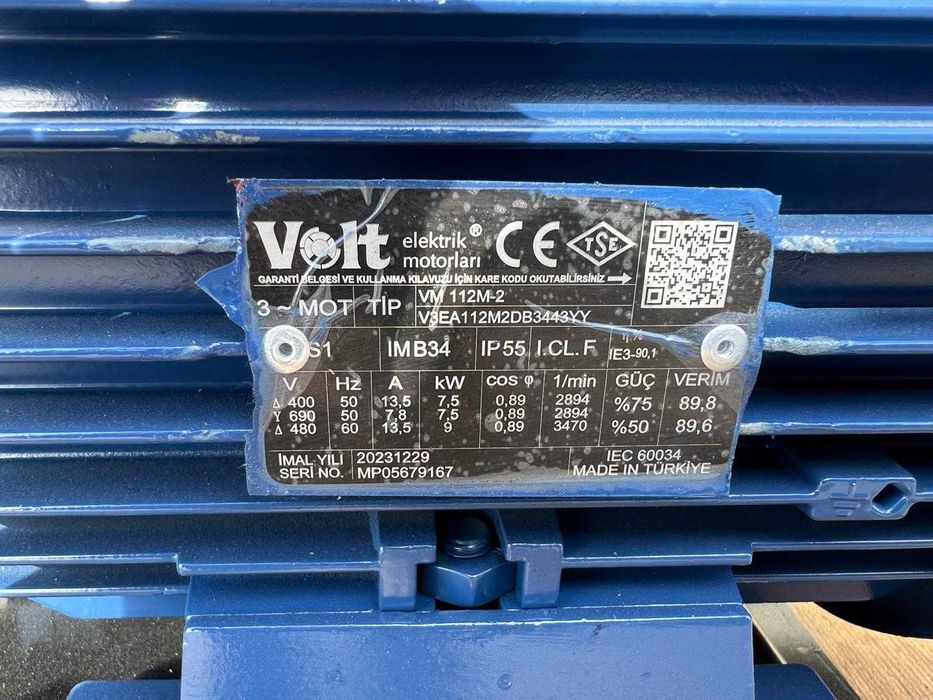 Volt elektrik® motorları CE TSE
GARANTİ BELGESİ VE KULLANMA KILAVUZU İÇİN KARE KODU OKUTABİLİRSİNİZ
3 ~ MOT TİP VM 112M-2
V3EA112M2DB3443YY
S1 IM B34 IP 55 I.CL. F η % IE3-90,1
V Hz A kW cos φ 1/min GÜÇ VERİM
Δ 400 50 13,5 7,5 0,89 2894 %75 89,8
Y 690 50 7,8 7,5 0,89 2894
Δ 480 60 13,5 9 0,89 3470 %50 89,6
İMAL YILI 20231229 IEC 60034
SERİ NO. MP05679167 MADE IN TÜRKİYE